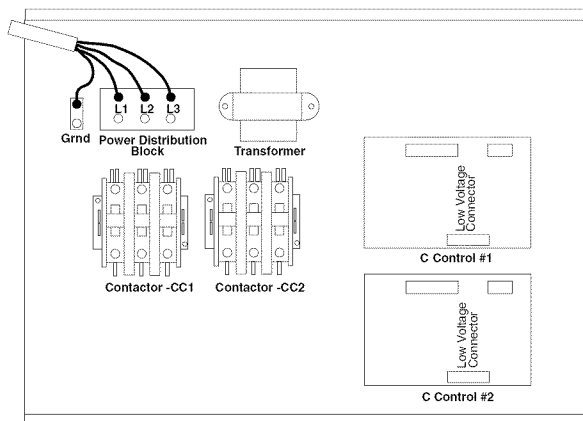 L1 L2 L3
Grnd
Power Distribution
Block
Transformer
Low Voltage
Connector
C Control #1
Contactor -CC1
Contactor -CC2
Low Voltage
Connector
C Control #2